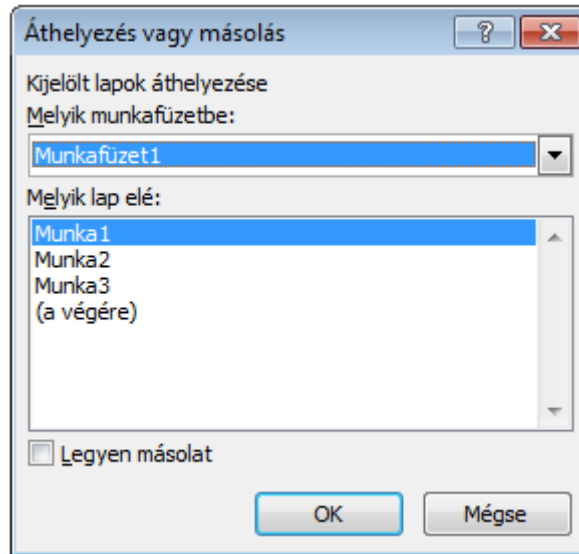 Áthelyezés vagy másolás
Kijelölt lapok áthelyezése
Melyik munkafüzetbe:
Munkafüzet1
Melyik lap elé:
Munka1
Munka2
Munka3
(a végére)
Legyen másolat
OK Mégse